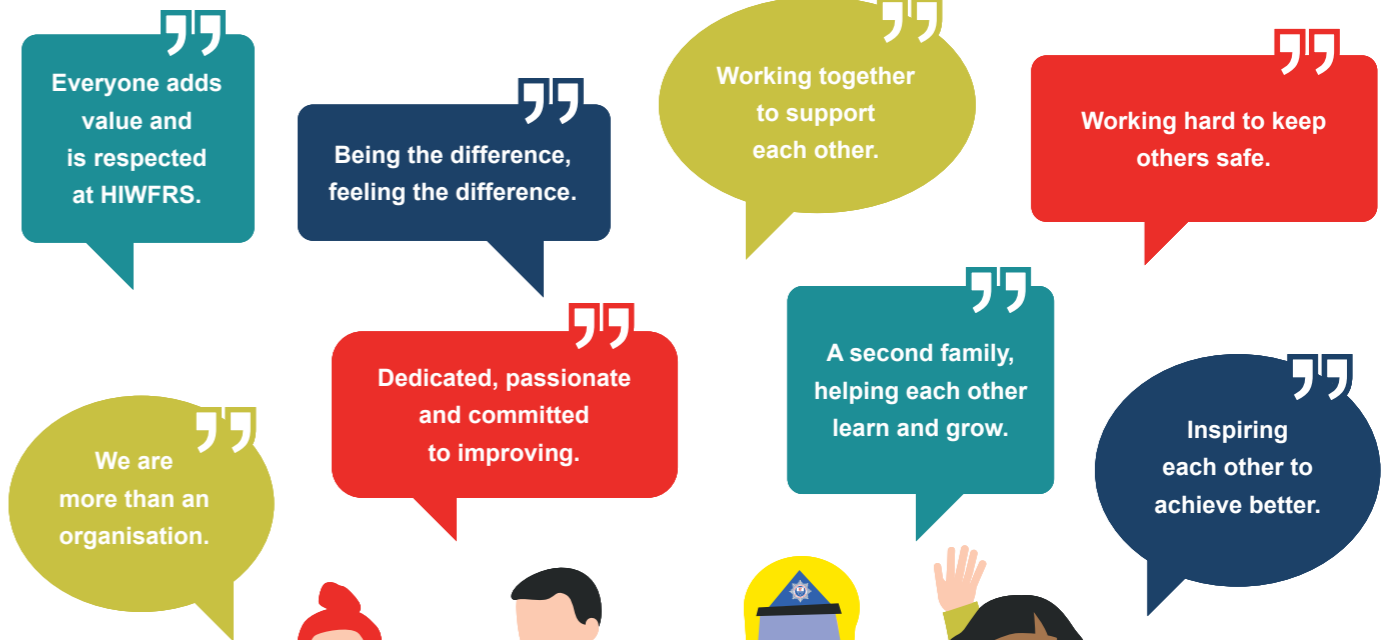 Everyone adds
value and
is respected
at HIWFRS.
Being the difference,
feeling the difference.
Working together
to support
each other.
Working hard to keep
others safe.
We are
more than an
organisation.
Dedicated, passionate
and committed
to improving.
A second family,
helping each other
learn and grow.
Inspiring
each other to
achieve better.